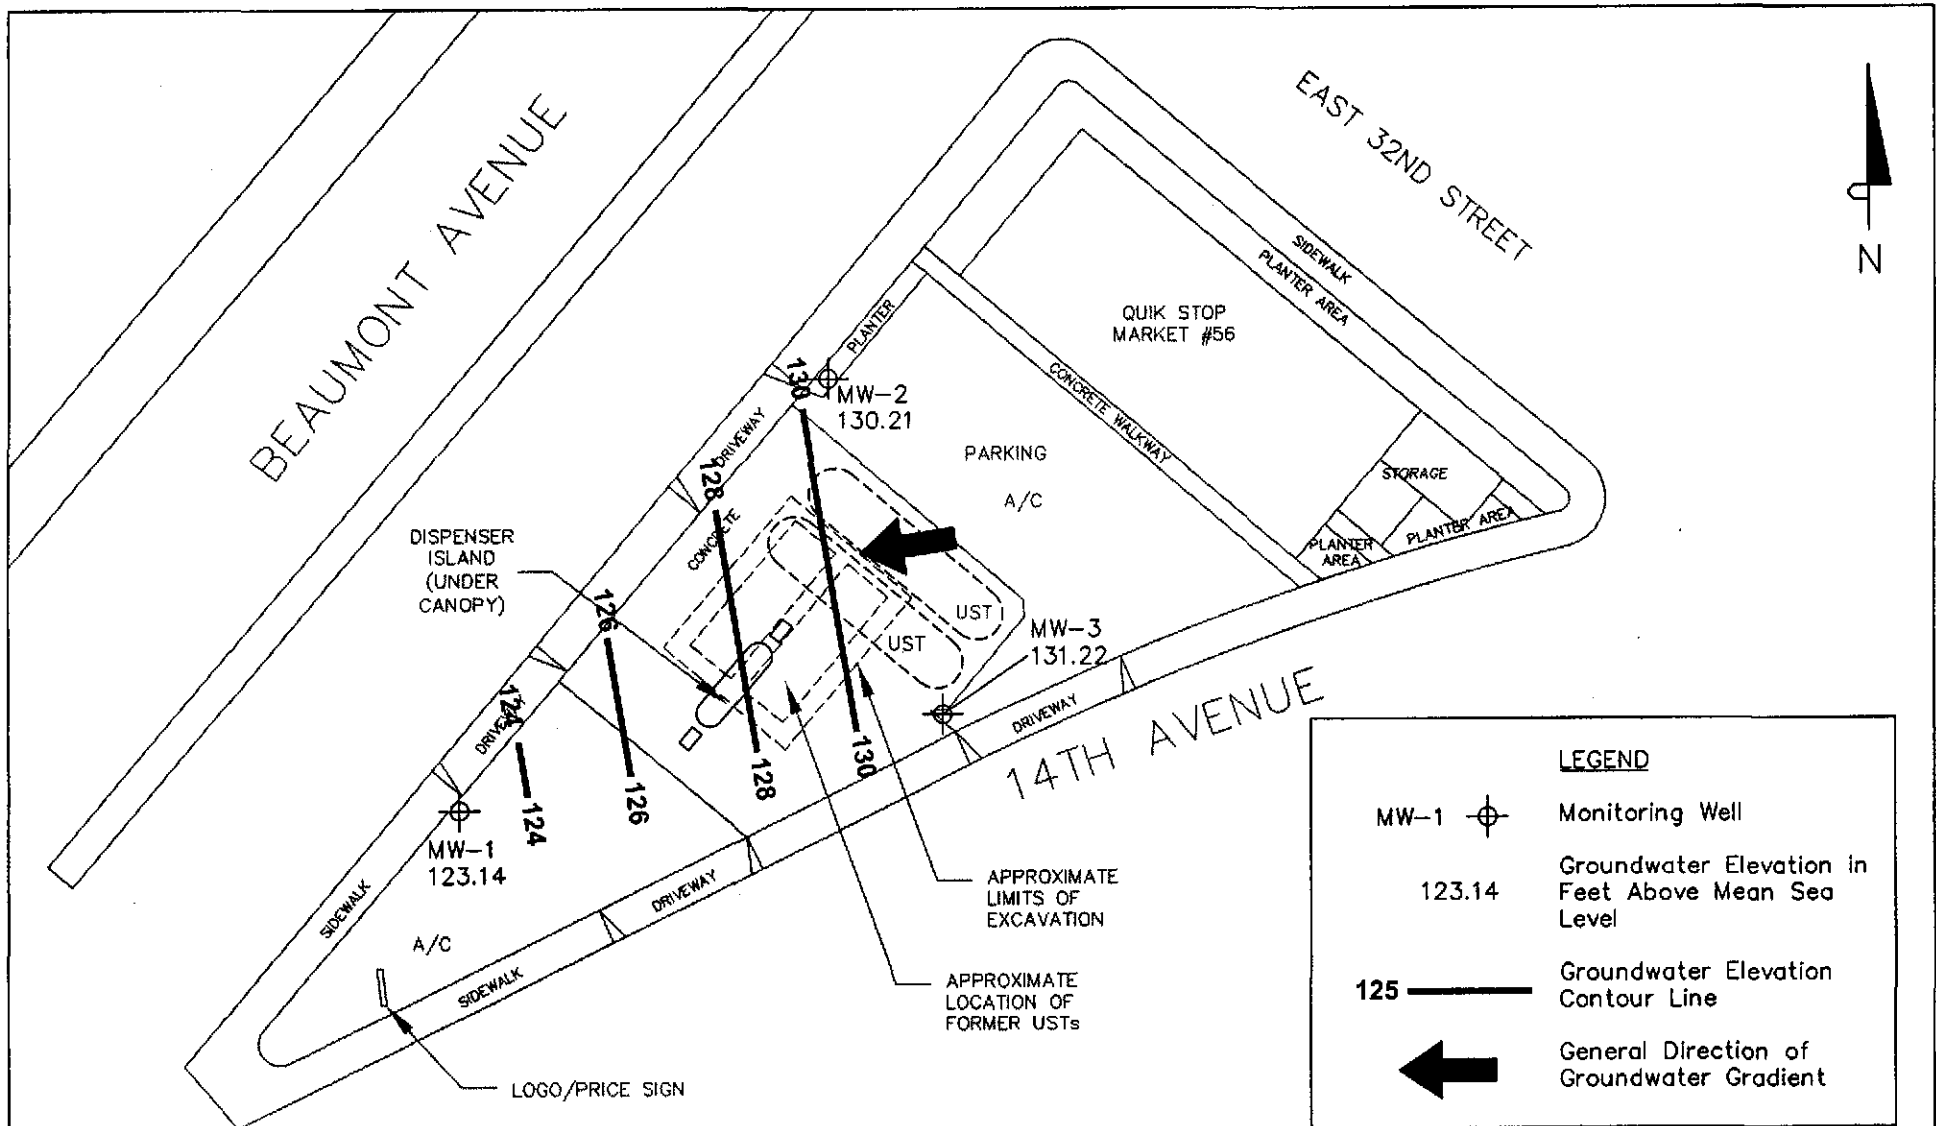 EAST 32ND STREET
BEAUMONT AVENUE
N
SIDEWALK
PLANTER AREA
QUIK STOP
MARKET #56
PLANTER
CONCRETE WALKWAY
130
MW-2
130.21
DRIVEWAY
PARKING
A/C
128
STORAGE
CONCRETE
PLANTER AREA
PLANTER
AREA
DISPENSER
ISLAND
(UNDER
CANOPY)
126
UST
UST
MW-3
131.22
124
DRIVEWAY
DRIVEWAY
14TH AVENUE
130
128
126
124
MW-1
123.14
SIDEWALK
A/C
DRIVEWAY
SIDEWALK
APPROXIMATE
LIMITS OF
EXCAVATION
APPROXIMATE
LOCATION OF
FORMER USTs
LOGO/PRICE SIGN
LEGEND
MW-1 Monitoring Well
123.14 Groundwater Elevation in
Feet Above Mean Sea
Level
125 Groundwater Elevation
Contour Line
General Direction of
Groundwater Gradient